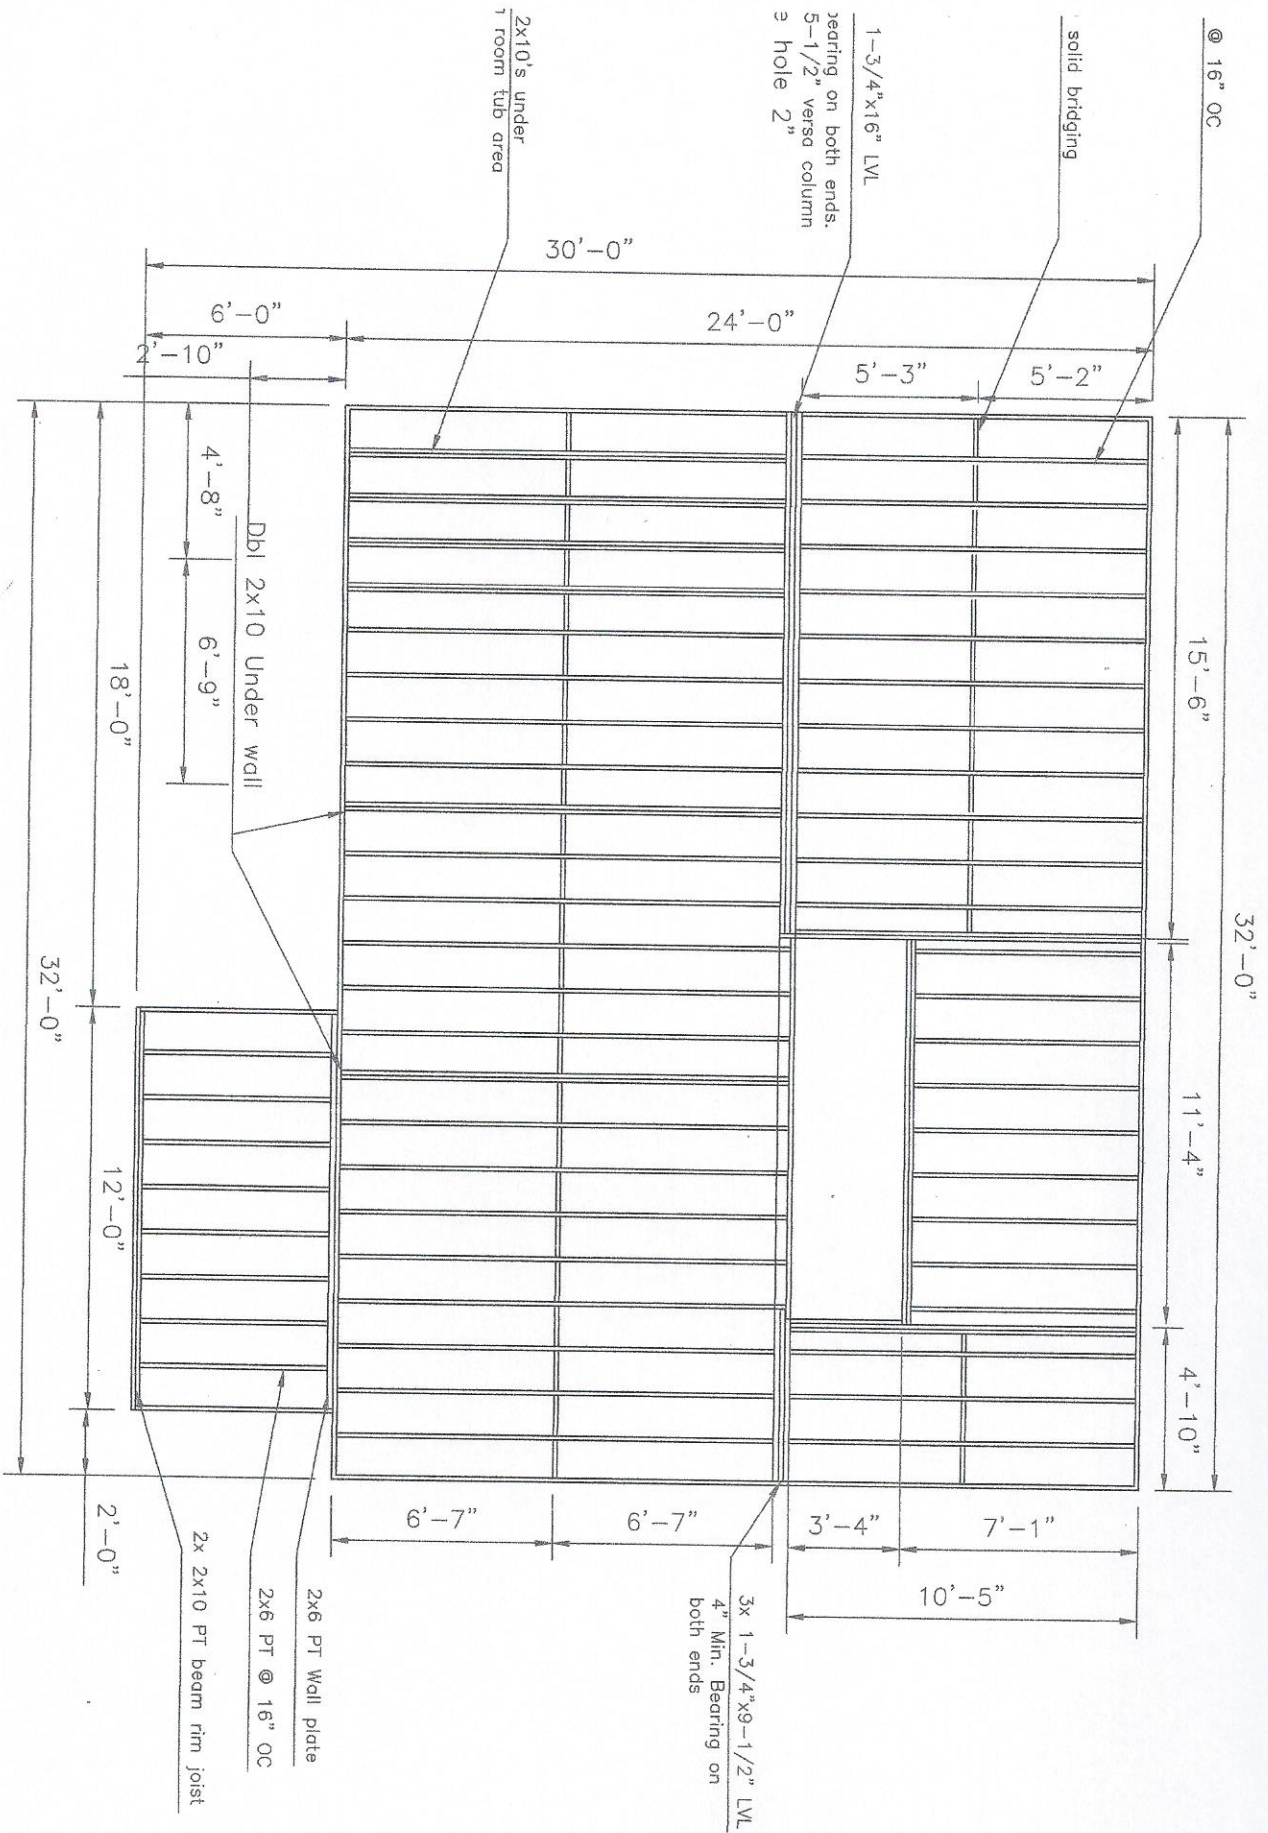 @ 16" OC
solid bridging
1-3/4"x16" LVL
bearing on both ends.
5-1/2" versa column
hole 2"
2x10's under
room tub area
30'-0"
6'-0"
24'-0"
2'-10"
5'-3"
5'-2"
32'-0"
15'-6"
11'-4"
4'-10"
4'-8"
6'-9"
Dbl 2x10 Under wall
18'-0"
12'-0"
2'-0"
32'-0"
6'-7"
6'-7"
3'-4"
7'-1"
10'-5"
3x 1-3/4"x9-1/2" LVL
4" Min. Bearing on
both ends
2x6 PT Wall plate
2x6 PT @ 16" OC
2x 2x10 PT beam rim joist